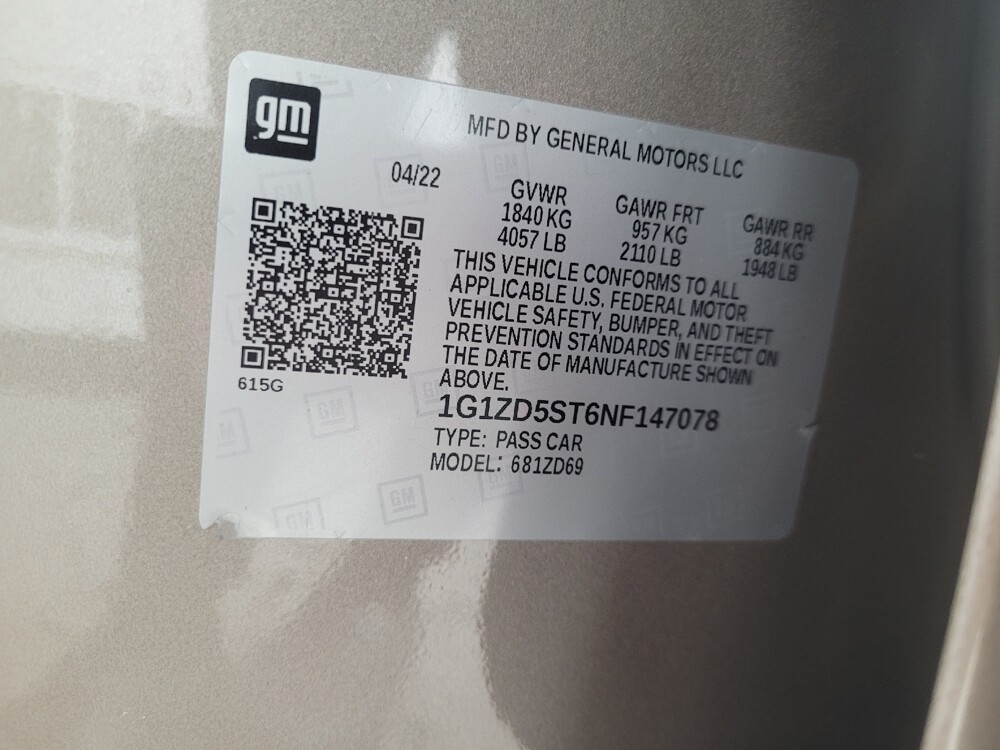 gm
MFD BY GENERAL MOTORS LLC
04/22
GVWR GAWR FRT GAWR RR
1840 KG 957 KG 884 KG
4057 LB 2110 LB 1948 LB
THIS VEHICLE CONFORMS TO ALL
APPLICABLE U.S. FEDERAL MOTOR
VEHICLE SAFETY, BUMPER, AND THEFT
PREVENTION STANDARDS IN EFFECT ON
THE DATE OF MANUFACTURE SHOWN
ABOVE.
615G
1G1ZD5ST6NF147078
TYPE: PASS CAR
MODEL: 681ZD69